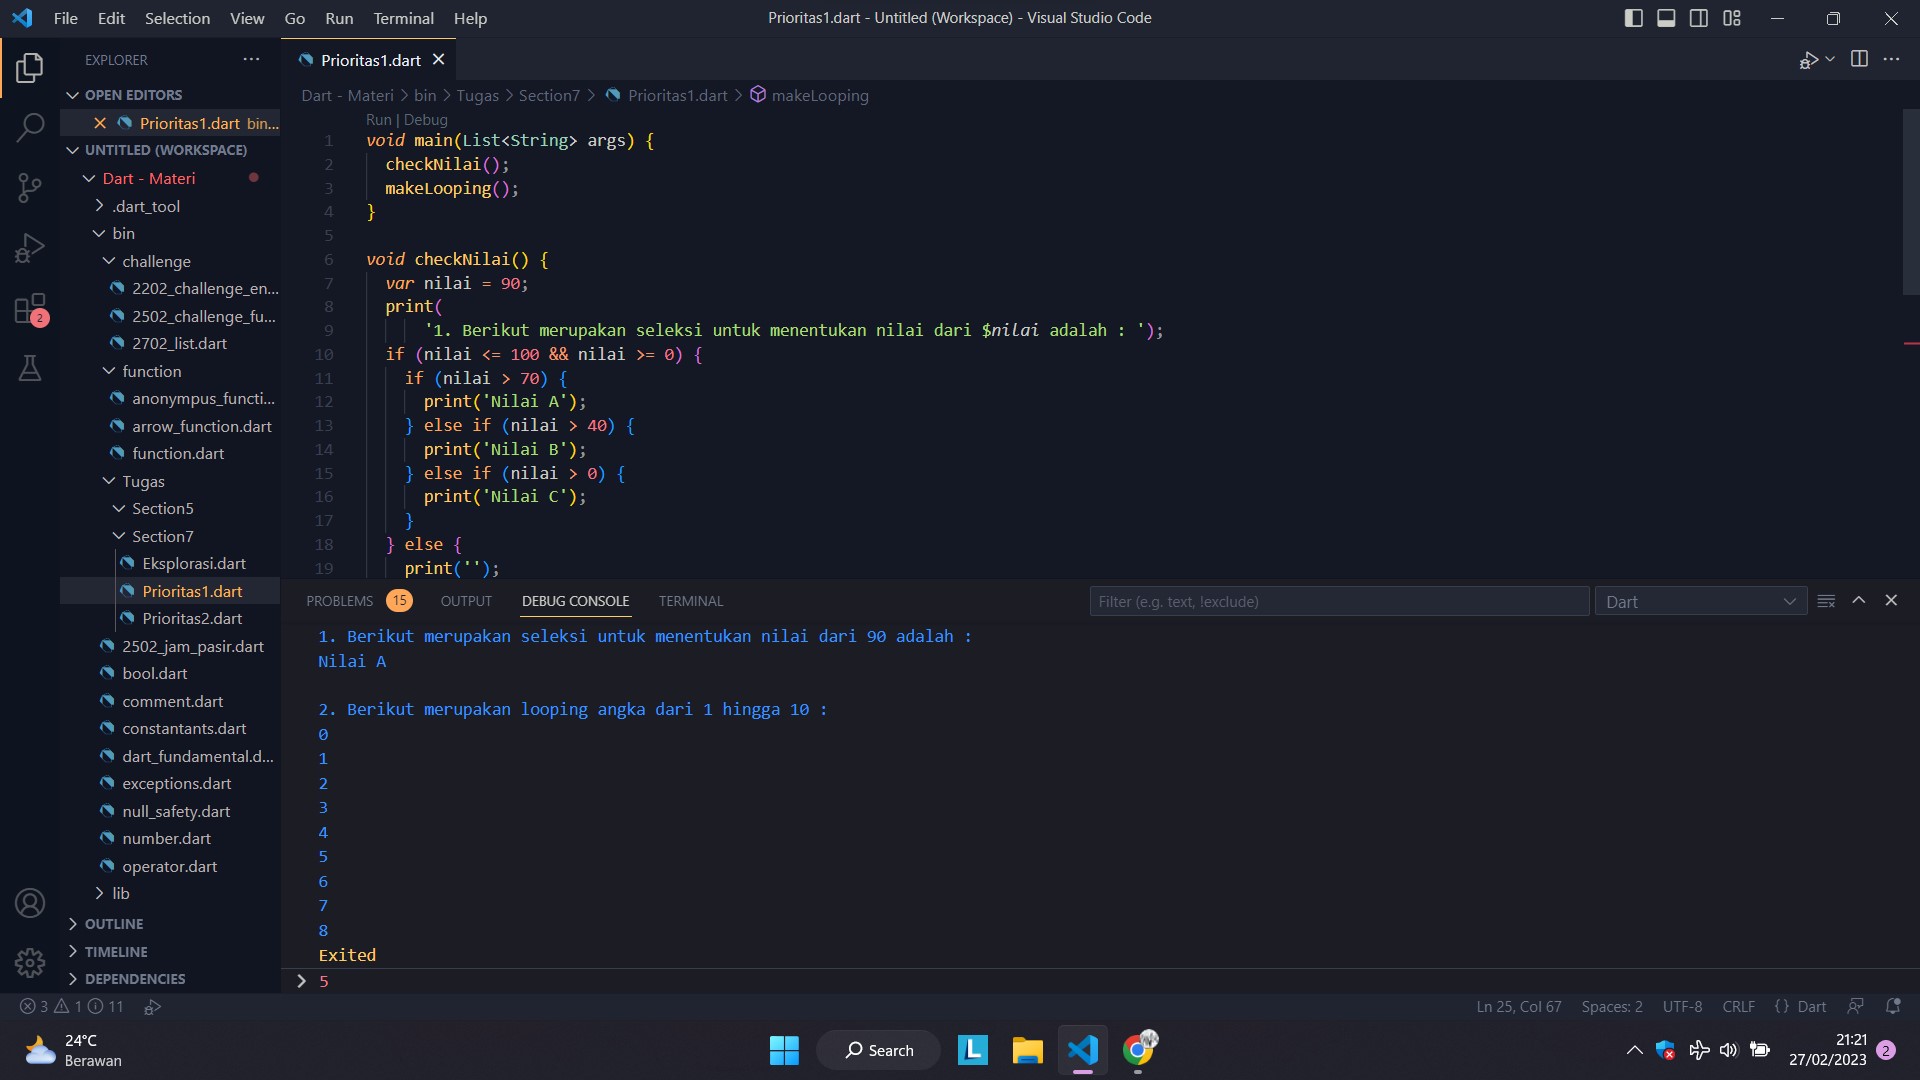 File Edit Selection View Go Run Terminal Help
Prioritas1.dart - Untitled (Workspace) - Visual Studio Code
EXPLORER
OPEN EDITORS
Prioritas1.dart bin...
UNTITLED (WORKSPACE)
Dart - Materi
.dart_tool
bin
challenge
2202_challenge_en...
2502_challenge_fu...
2702_list.dart
function
anonympus_functi...
arrow_function.dart
function.dart
Tugas
Section5
Section7
Eksplorasi.dart
Prioritas1.dart
Prioritas2.dart
2502_jam_pasir.dart
bool.dart
comment.dart
constantants.dart
dart_fundamental.d...
exceptions.dart
null_safety.dart
number.dart
operator.dart
lib
OUTLINE
TIMELINE
DEPENDENCIES
2
Prioritas1.dart
Dart - Materi > bin > Tugas > Section7 > Prioritas1.dart > makeLooping
Run | Debug
1 void main(List<String> args) {
2 checkNilai();
3 makeLooping();
4 }
5
6 void checkNilai() {
7 var nilai = 90;
8 print(
9 '1. Berikut merupakan seleksi untuk menentukan nilai dari $nilai adalah : ');
10 if (nilai <= 100 && nilai >= 0) {
11 if (nilai > 70) {
12 print('Nilai A');
13 } else if (nilai > 40) {
14 print('Nilai B');
15 } else if (nilai > 0) {
16 print('Nilai C');
17 }
18 } else {
19 print('');
PROBLEMS 15 OUTPUT DEBUG CONSOLE TERMINAL
Filter (e.g. text, !exclude)
Dart
1. Berikut merupakan seleksi untuk menentukan nilai dari 90 adalah :
Nilai A
2. Berikut merupakan looping angka dari 1 hingga 10 :
0
1
2
3
4
5
6
7
8
Exited
> 5
3 1 11
Ln 25, Col 67 Spaces: 2 UTF-8 CRLF {} Dart
24°C
Berawan
Search
L
21:21
27/02/2023
2